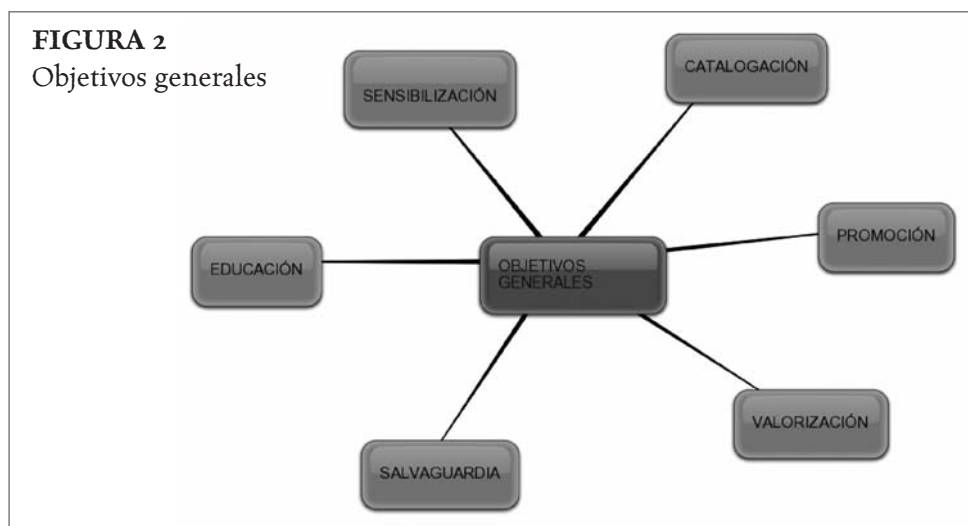 FIGURA 2
Objetivos generales
SENSIBILIZACIÓN
CATALOGACIÓN
PROMOCIÓN
EDUCACIÓN
OBJETIVOS
GENERALES
VALORIZACIÓN
SALVAGUARDIA